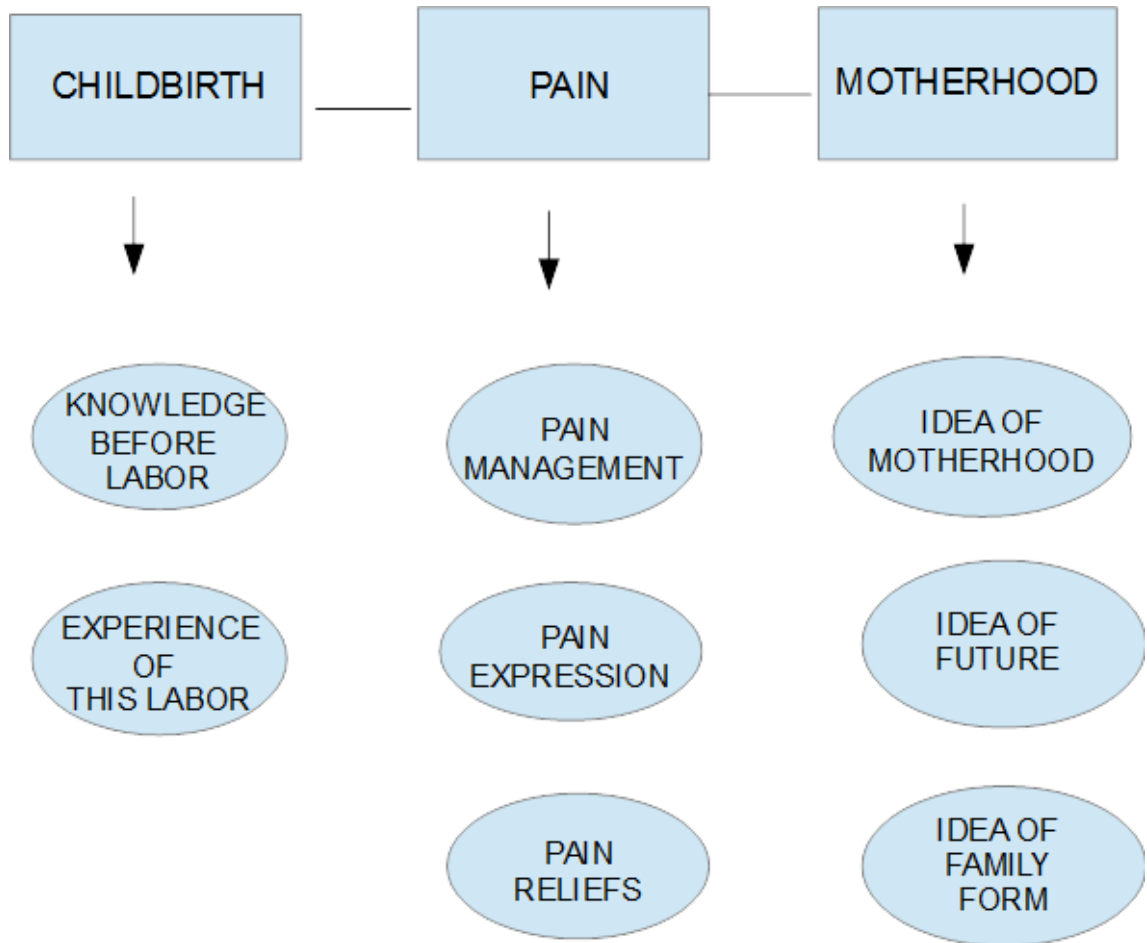 CHILDBIRTH
PAIN
MOTHERHOOD
KNOWLEDGE
BEFORE
LABOR
PAIN
MANAGEMENT
IDEA OF
MOTHERHOOD
EXPERIENCE
OF
THIS LABOR
PAIN
EXPRESSION
IDEA OF
FUTURE
PAIN
RELIEFS
IDEA OF
FAMILY
FORM